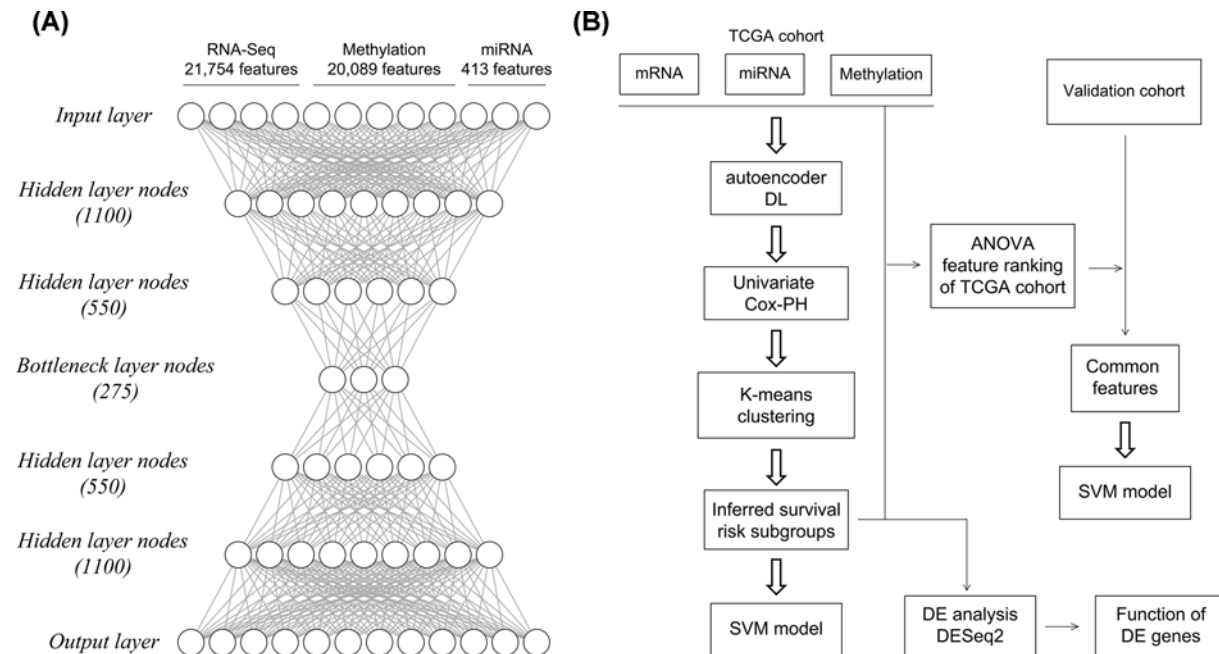 (A)
RNA-Seq
21,754 features
Methylation
20,089 features
miRNA
413 features
Input layer
Hidden layer nodes
(1100)
Hidden layer nodes
(550)
Bottleneck layer nodes
(275)
Hidden layer nodes
(550)
Hidden layer nodes
(1100)
Output layer
(B)
TCGA cohort
mRNA
miRNA
Methylation
Validation cohort
autoencoder
DL
Univariate
Cox-PH
ANOVA
feature ranking
of TCGA cohort
K-means
clustering
Common
features
Inferred survival
risk subgroups
SVM model
SVM model
DE analysis
DESeq2
Function of
DE genes